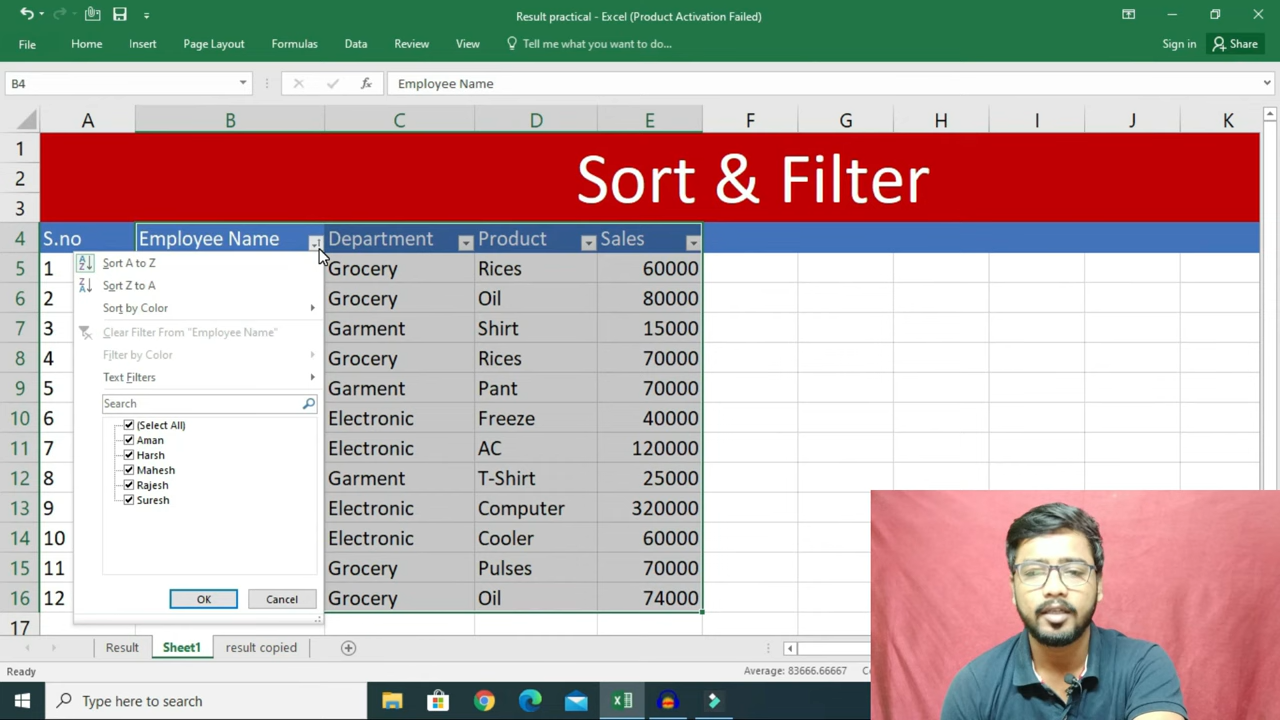 Result practical - Excel (Product Activation Failed)
File Home Insert Page Layout Formulas Data Review View Tell me what you want to do... Sign in Share
B4 fx Employee Name
A B C D E F G H I J K
1
2 Sort & Filter
3
4 S.no Employee Name Department Product Sales
5 1 Grocery Rices 60000
6 2 Grocery Oil 80000
7 3 Garment Shirt 15000
8 4 Grocery Rices 70000
9 5 Garment Pant 70000
10 6 Electronic Freeze 40000
11 7 Electronic AC 120000
12 8 Garment T-Shirt 25000
13 9 Electronic Computer 320000
14 10 Electronic Cooler 60000
15 11 Grocery Pulses 70000
16 12 Grocery Oil 74000
17
Sort A to Z
Sort Z to A
Sort by Color
Clear Filter From "Employee Name"
Filter by Color
Text Filters
Search
(Select All)
Aman
Harsh
Mahesh
Rajesh
Suresh
OK Cancel
Result Sheet1 result copied
Ready Average: 83666.66667
Type here to search